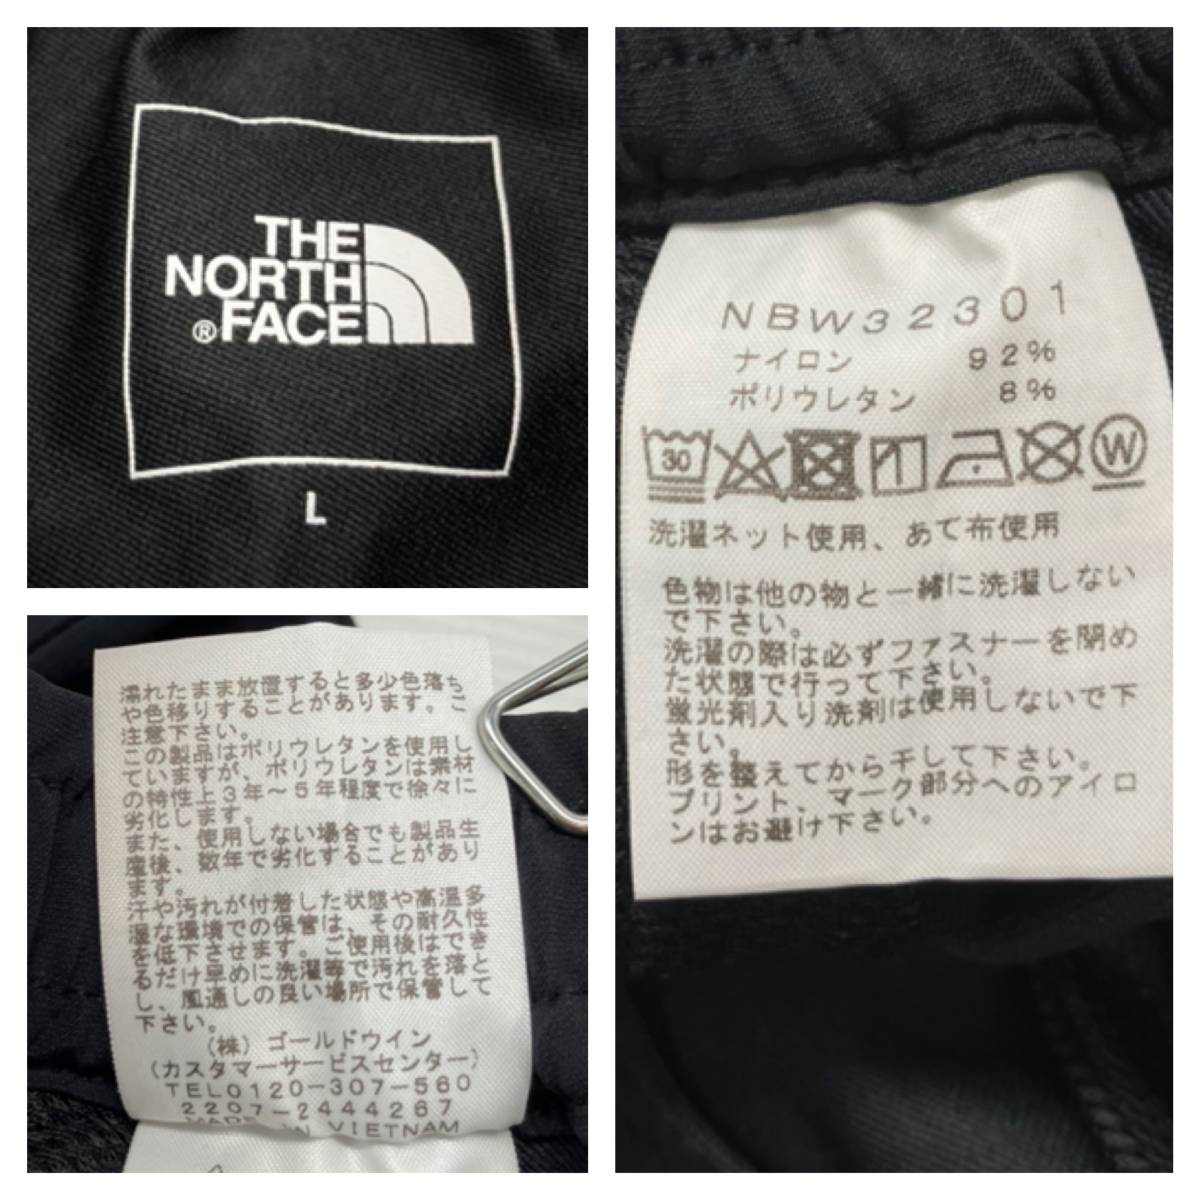 THE
NORTH
®FACE
L
NBW32301
ナイロン 92%
ポリウレタン 8%
30
W
洗濯ネット使用、あて布使用
色物は他の物と一緒に洗濯しない
で下さい。
洗濯の際は必ずファスナーを閉め
た状態で行って下さい。
蛍光剤入り洗剤は使用しないで下
さい。
形を整えてから干して下さい。
プリント、マーク部分へのアイロ
ンはお避け下さい。
濡れたまま放置すると多少色落ち
や色移りすることがあります。ご
注意下さい。
この製品はポリウレタンを使用し
ていますが、ポリウレタンは素材
の特性上3年～5年程度で徐々に
劣化します。
また、使用しない場合でも製品生
産後、数年で劣化することがあり
ます。
汗や汚れが付着した状態や高温多
湿な環境での保管は、その耐久性
を低下させます。ご使用後はでき
るだけ早めに洗濯等で汚れを落と
し、風通しの良い場所で保管して
下さい。
(株)ゴールドウイン
(カスタマーサービスセンター)
TEL0120-307-560
2207-2444267
MADE IN VIETNAM